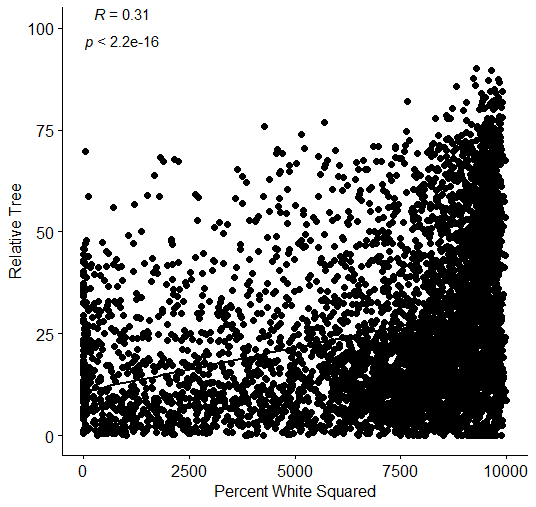 R = 0.31
p < 2.2e-16
100
75
50
25
0
Relative Tree
0 2500 5000 7500 10000
Percent White Squared